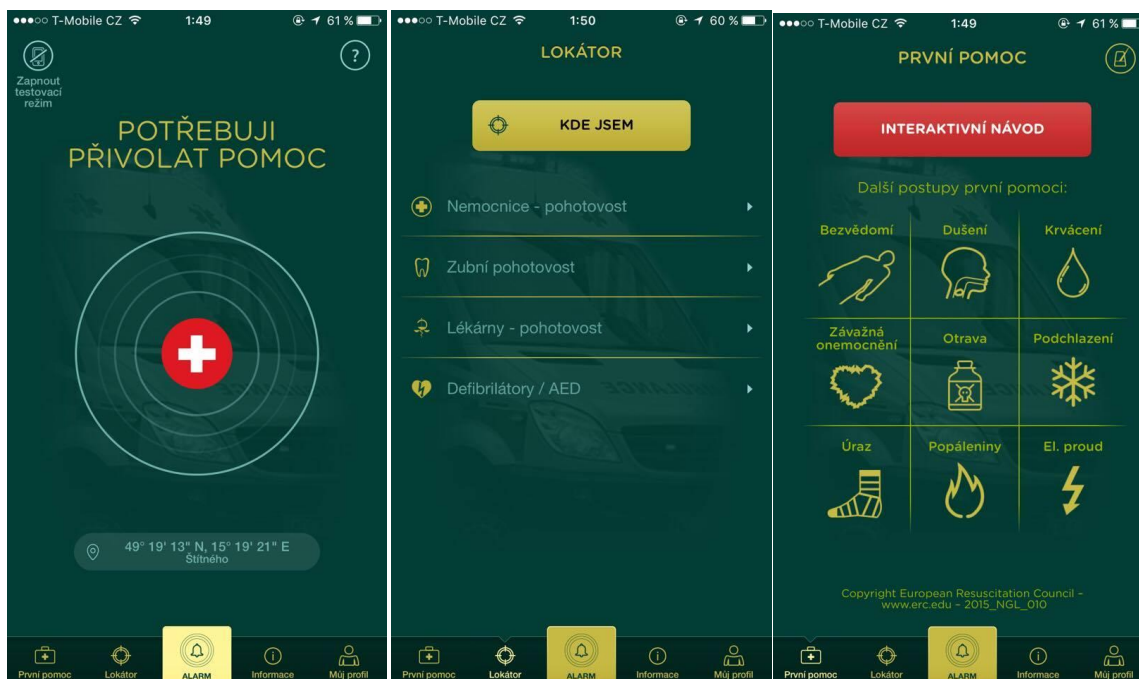 ●●●○○ T-Mobile CZ 1:49 61 %
?
Zapnout
testovací
režim
POTŘEBUJI
PŘIVOLAT POMOC
49° 19' 13" N, 15° 19' 21" E
Štítného
První pomoc Lokátor ALARM Informace Můj profil
●●●○○ T-Mobile CZ 1:50 60 %
LOKÁTOR
KDE JSEM
Nemocnice - pohotovost
Zubní pohotovost
Lékárny - pohotovost
Defibrilátory / AED
První pomoc Lokátor ALARM Informace Můj profil
●●●○○ T-Mobile CZ 1:49 61 %
PRVNÍ POMOC
INTERAKTIVNÍ NÁVOD
Další postupy první pomoci:
Bezvědomí Dušení Krvácení
Závažná
onemocnění Otrava Podchlazení
Úraz Popáleniny El. proud
Copyright European Resuscitation Council –
www.erc.edu – 2015_NGL_010
První pomoc Lokátor ALARM Informace Můj profil